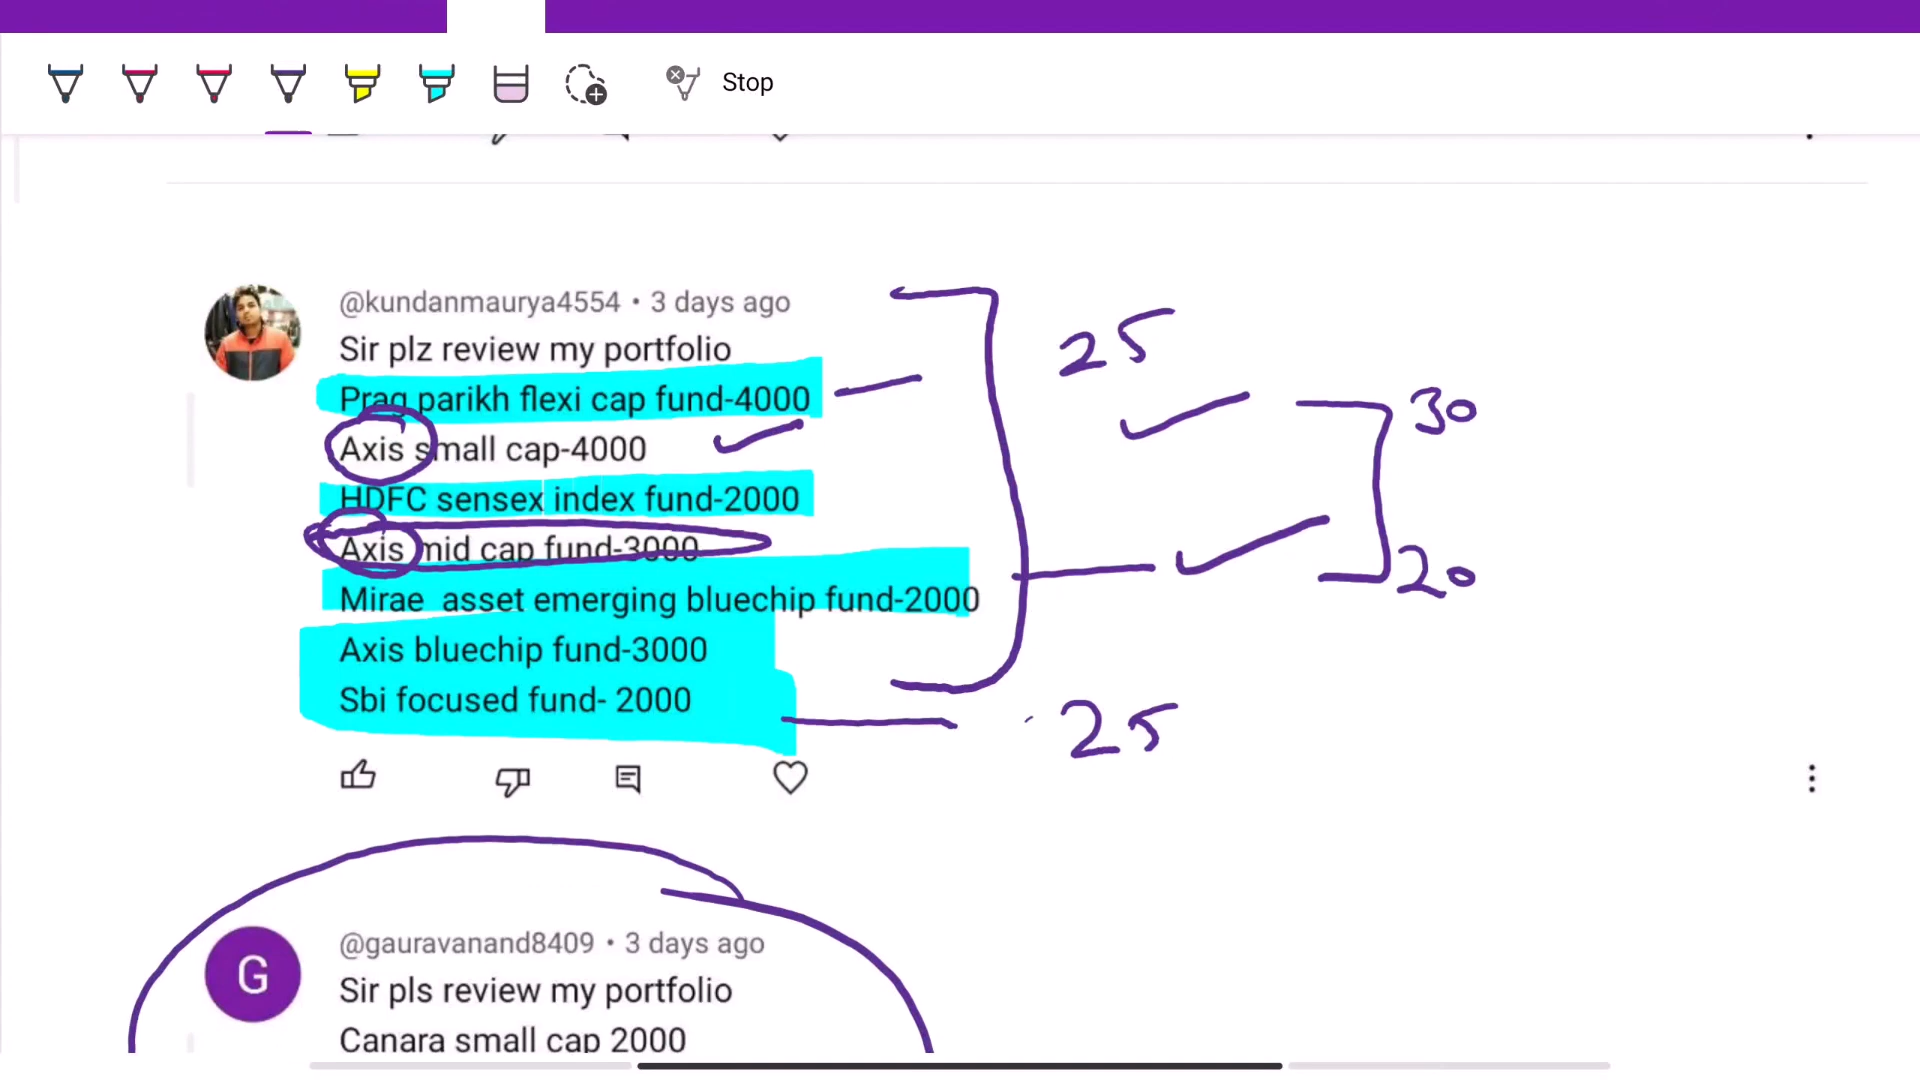 Stop
@kundanmaurya4554 • 3 days ago
Sir plz review my portfolio
Prag parikh flexi cap fund-4000
Axis small cap-4000
HDFC sensex index fund-2000
Axis mid cap fund-3000
Mirae asset emerging bluechip fund-2000
Axis bluechip fund-3000
Sbi focused fund- 2000
25
30
20
25
G
@gauravanand8409 • 3 days ago
Sir pls review my portfolio
Canara small cap 2000